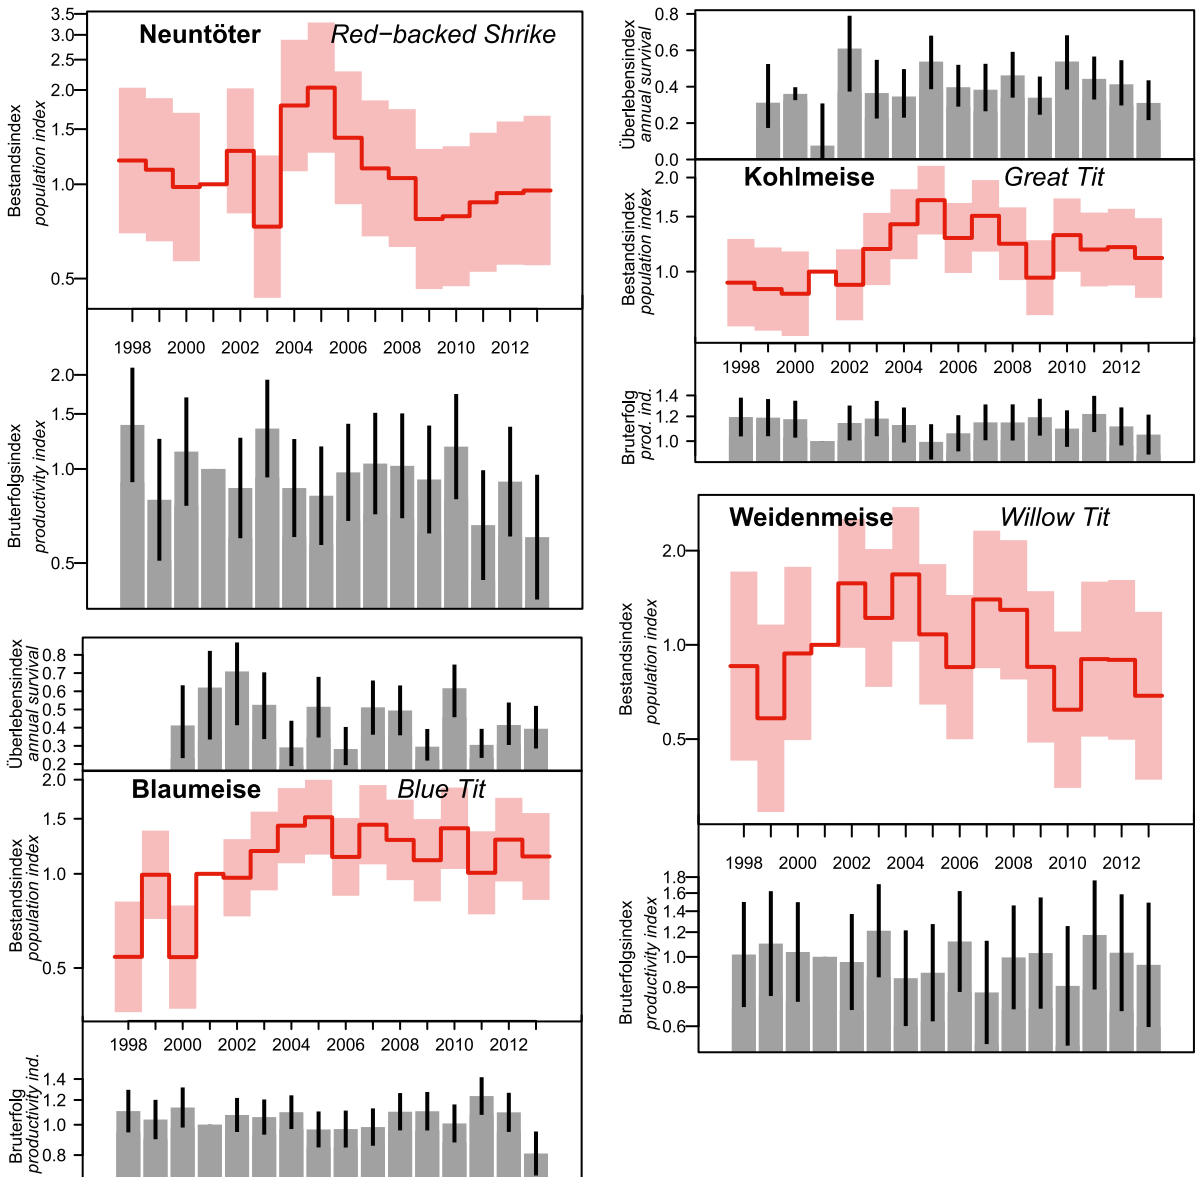 Neuntöter Red−backed Shrike
Bestandsindex
population index
3.5
3.0
2.5
2.0
1.5
1.0
0.5
1998 2000 2002 2004 2006 2008 2010 2012
Bruterfolgsindex
productivity index
2.0
1.5
1.0
0.5
Überlebensindex
annual survival
0.8
0.7
0.6
0.5
0.4
0.3
0.2
Blaumeise Blue Tit
Bestandsindex
population index
2.0
1.5
1.0
0.5
1998 2000 2002 2004 2006 2008 2010 2012
Bruterfolg
productivity ind.
1.4
1.2
1.0
0.8
Überlebensindex
annual survival
0.8
0.6
0.4
0.2
0.0
Kohlmeise Great Tit
Bestandsindex
population index
2.0
1.5
1.0
1998 2000 2002 2004 2006 2008 2010 2012
Bruterfolg
prod. ind.
1.4
1.2
1.0
Weidenmeise Willow Tit
Bestandsindex
population index
2.0
1.0
0.5
1998 2000 2002 2004 2006 2008 2010 2012
Bruterfolgsindex
productivity index
1.8
1.6
1.4
1.2
1.0
0.8
0.6